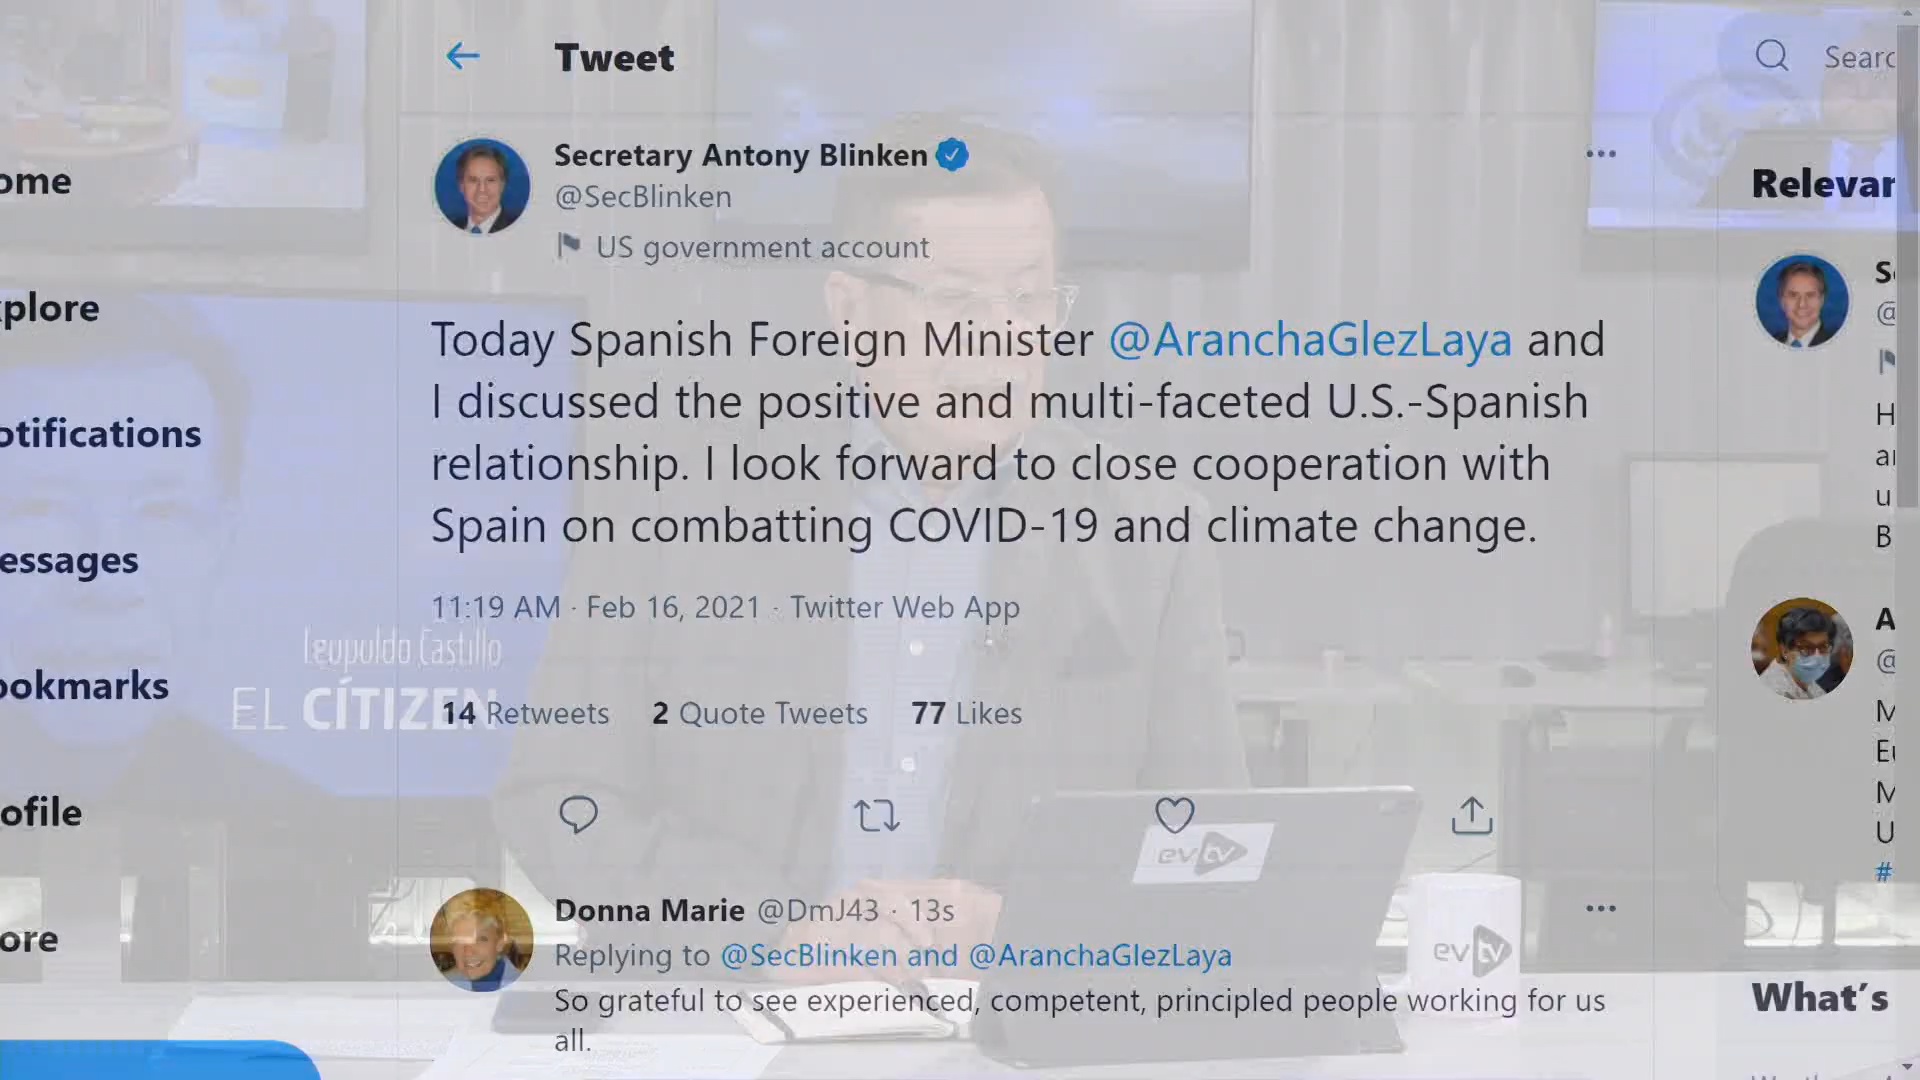 Tweet
Searc
Secretary Antony Blinken
@SecBlinken
US government account
ome
xplore
otifications
essages
ookmarks
ofile
ore
Today Spanish Foreign Minister @AranchaGlezLaya and
I discussed the positive and multi-faceted U.S.-Spanish
relationship. I look forward to close cooperation with
Spain on combatting COVID-19 and climate change.
11:19 AM · Feb 16, 2021 · Twitter Web App
Leopoldo Castillo
EL CÍTIZEN
14 Retweets 2 Quote Tweets 77 Likes
evtv
Donna Marie @DmJ43 · 13s
Replying to @SecBlinken and @AranchaGlezLaya
So grateful to see experienced, competent, principled people working for us
all.
evtv
Relevan
S
@
H
a
u
B
A
@
M
E
M
U
#
What's